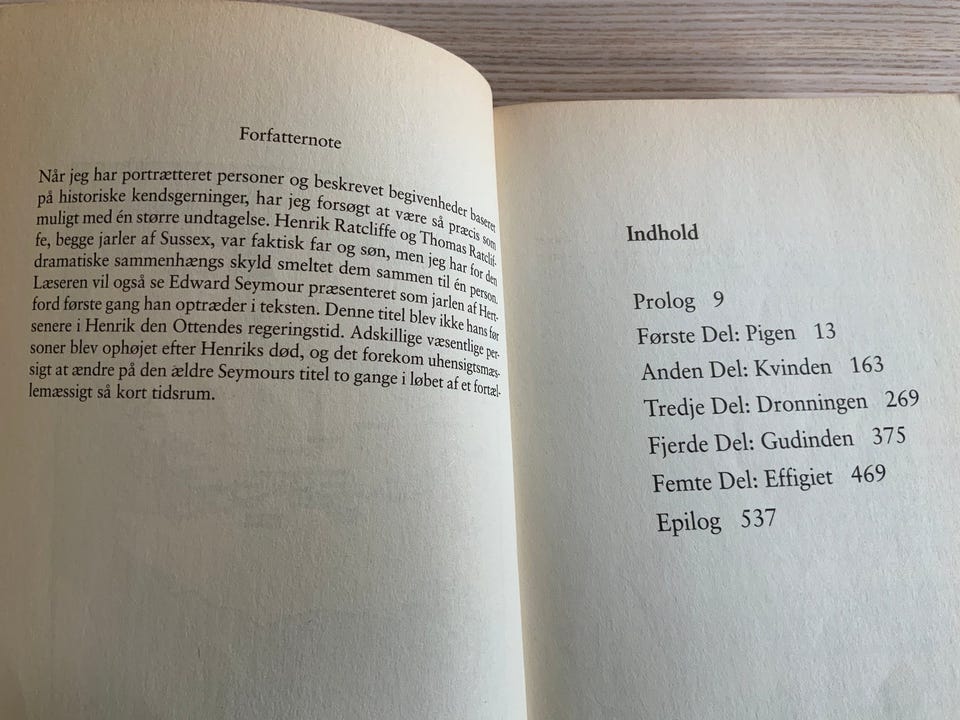 Forfatternote
Når jeg har portrætteret personer og beskrevet begivenheder baseret
på historiske kendsgerninger, har jeg forsøgt at være så præcis som
muligt med én større undtagelse. Henrik Ratcliffe og Thomas Ratclif-
fe, begge jarler af Sussex, var faktisk far og søn, men jeg har for den
dramatiske sammenhængs skyld smeltet dem sammen til én person.
Læseren vil også se Edward Seymour præsenteret som jarlen af Hert-
ford første gang han optræder i teksten. Denne titel blev ikke hans før
senere i Henrik den Ottendes regeringstid. Adskillige væsentlige per-
soner blev ophøjet efter Henriks død, og det forekom uhensigtsmæs-
sigt at ændre på den ældre Seymours titel to gange i løbet af et fortæl-
lemæssigt så kort tidsrum.
Indhold
Prolog 9
Første Del: Pigen 13
Anden Del: Kvinden 163
Tredje Del: Dronningen 269
Fjerde Del: Gudinden 375
Femte Del: Effigiet 469
Epilog 537